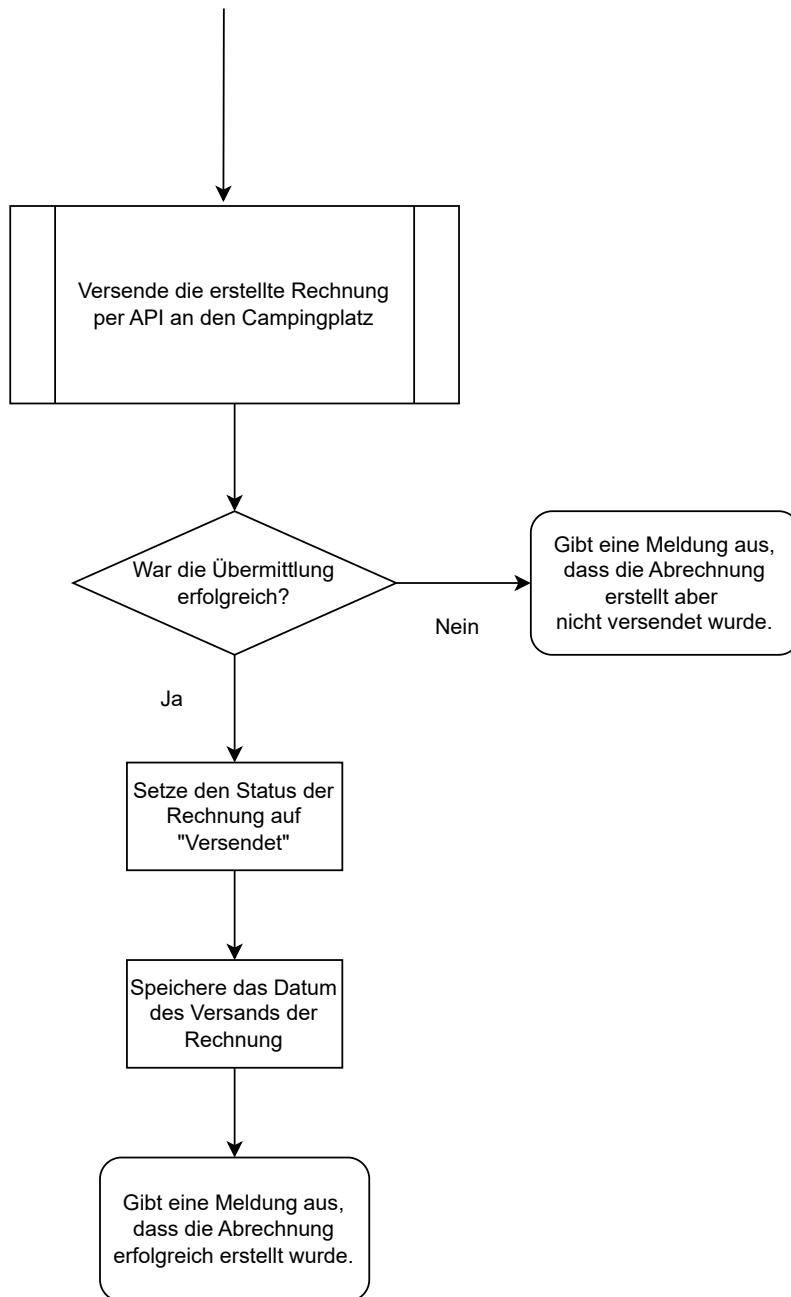 Versende die erstellte Rechnung
per API an den Campingplatz
War die Übermittlung
erfolgreich?
Nein
Gibt eine Meldung aus,
dass die Abrechnung
erstellt aber
nicht versendet wurde.
Ja
Setze den Status der
Rechnung auf
"Versendet"
Speichere das Datum
des Versands der
Rechnung
Gibt eine Meldung aus,
dass die Abrechnung
erfolgreich erstellt wurde.